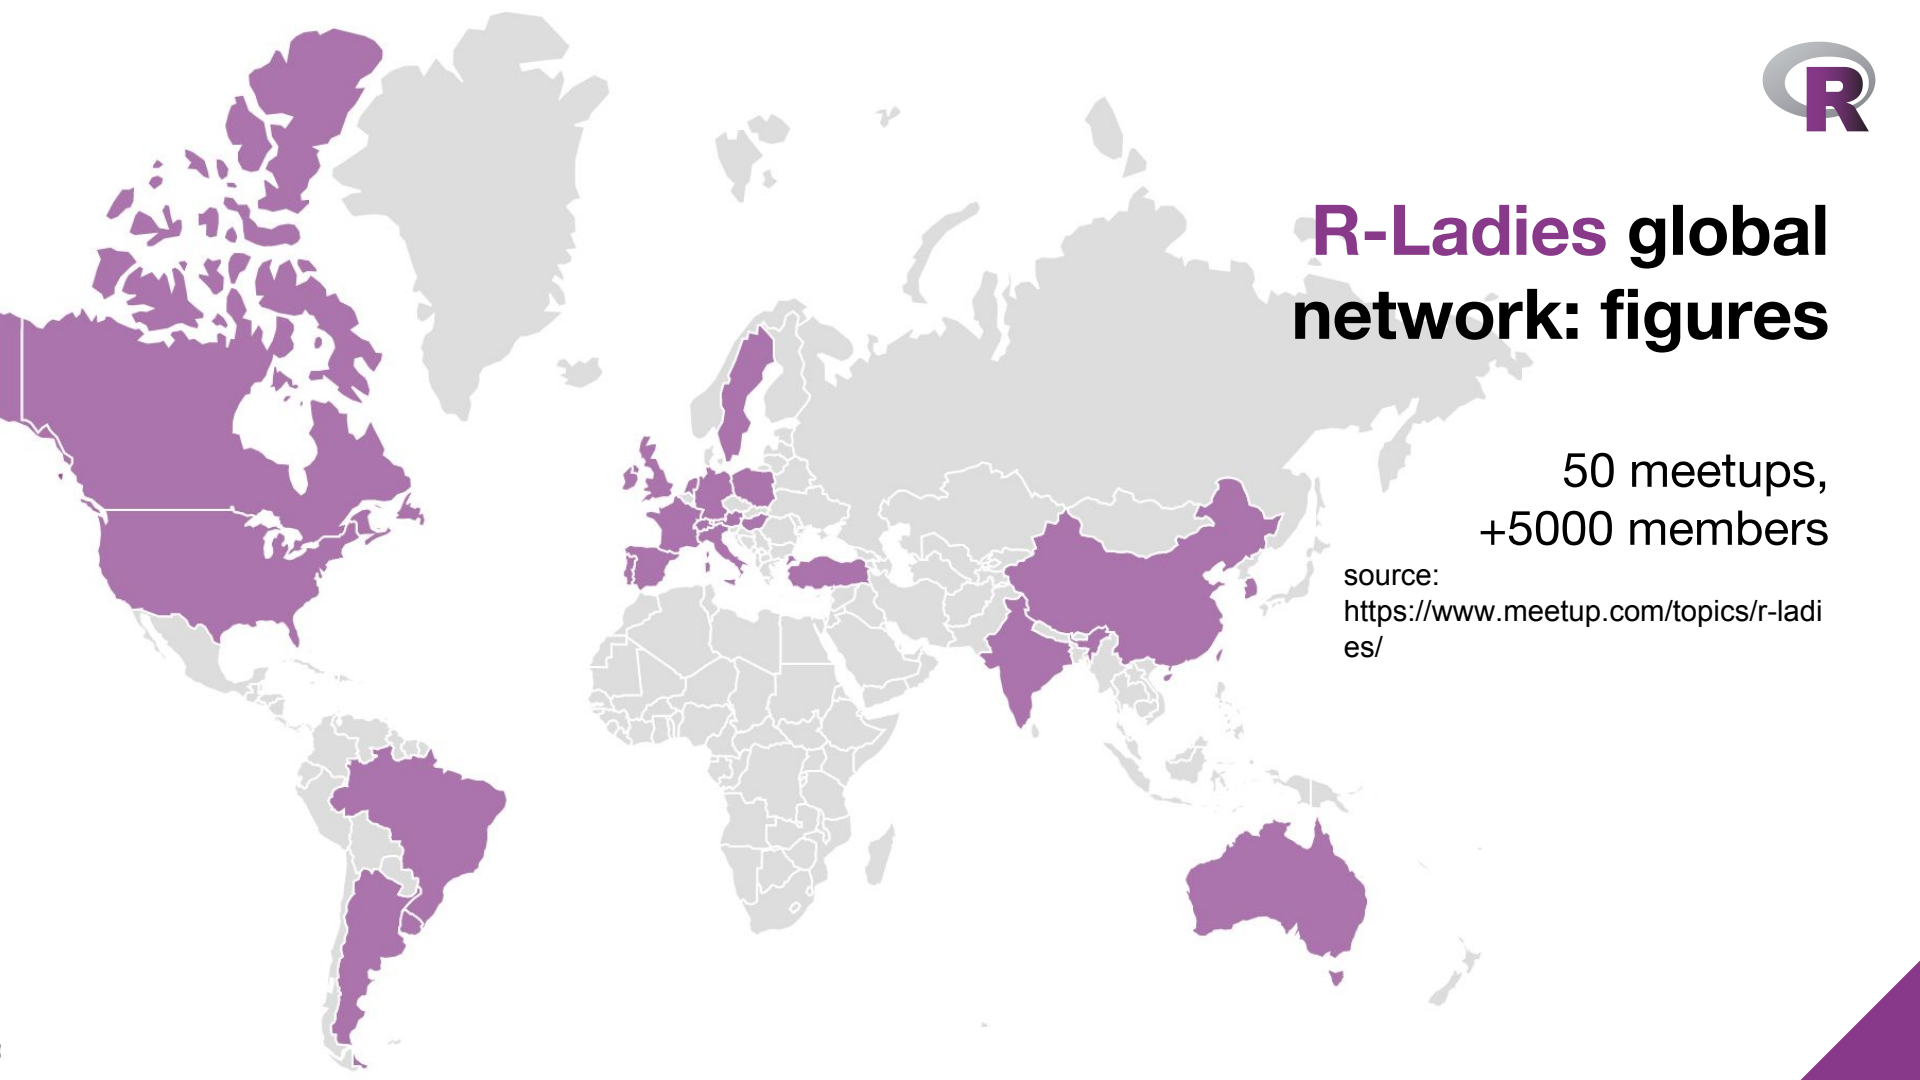 R
R-Ladies global
network: figures
50 meetups,
+5000 members
source:
https://www.meetup.com/topics/r-ladi
es/